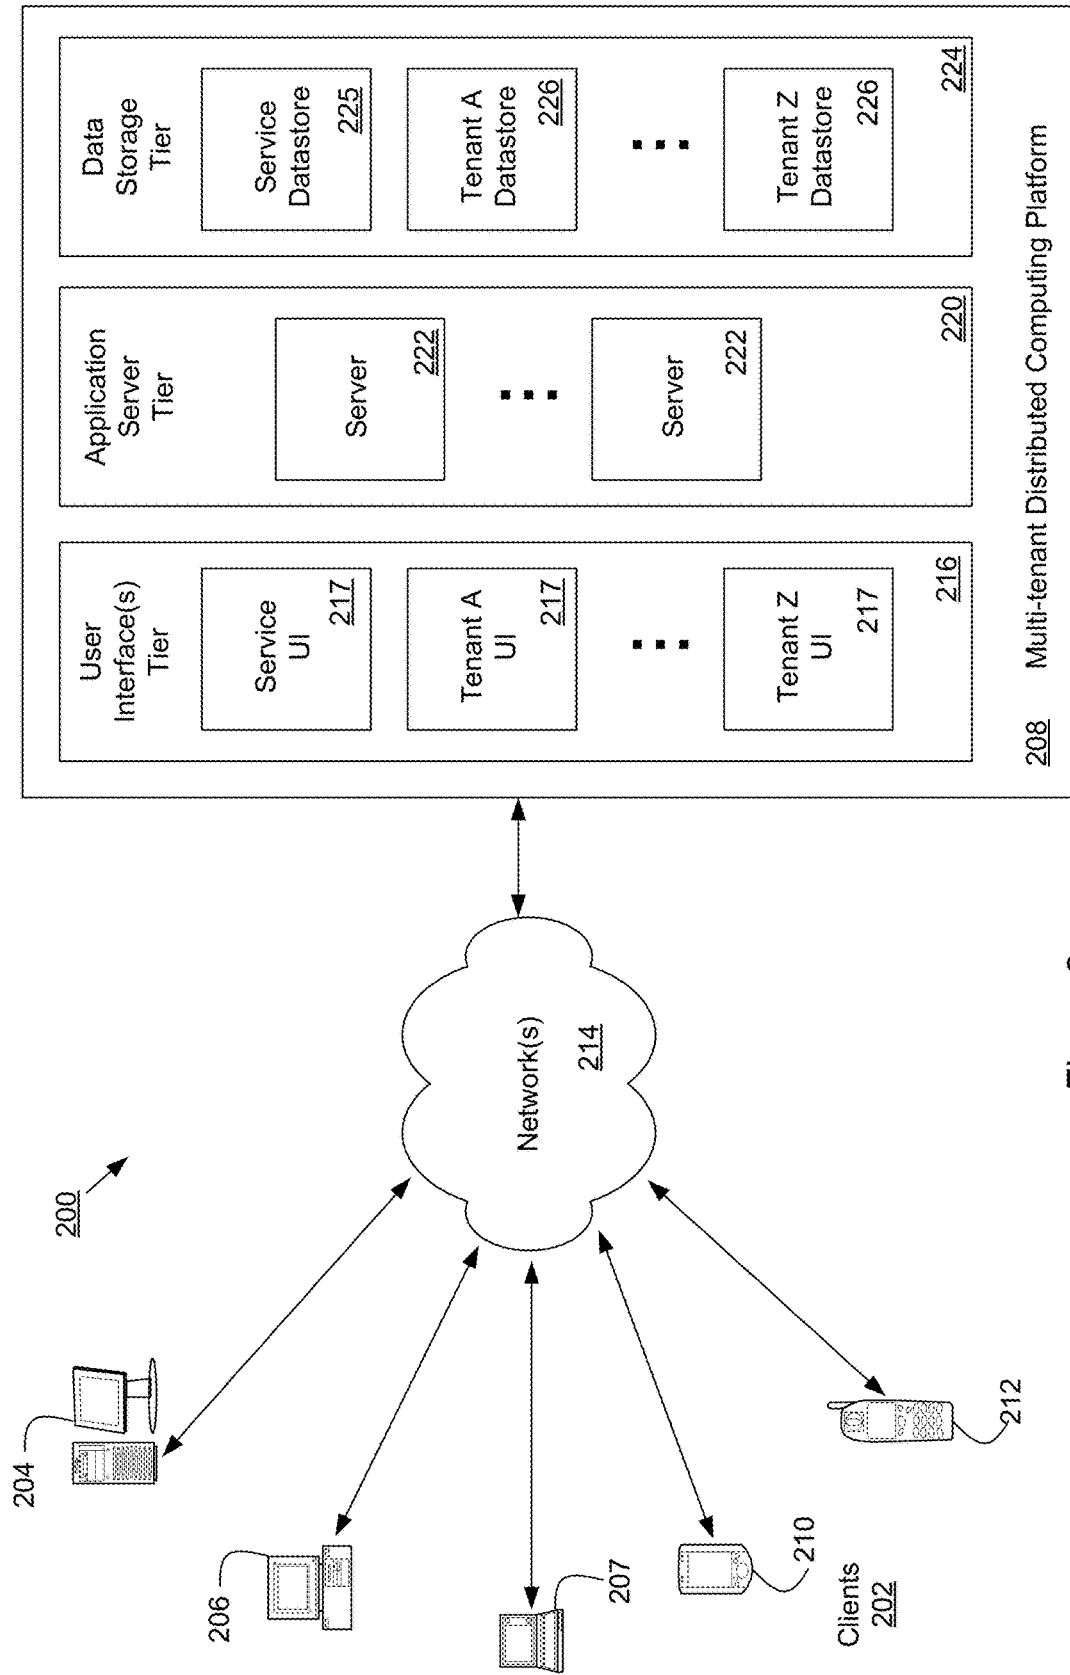 200
204
206
207
210
212
Clients
202
Network(s)
214
User
Interface(s)
Tier
Service
UI
217
Tenant A
UI
217
Tenant Z
UI
217
216
Application
Server
Tier
Server
222
Server
222
220
Data
Storage
Tier
Service
Datastore
225
Tenant A
Datastore
226
Tenant Z
Datastore
226
224
208 Multi-tenant Distributed Computing Platform